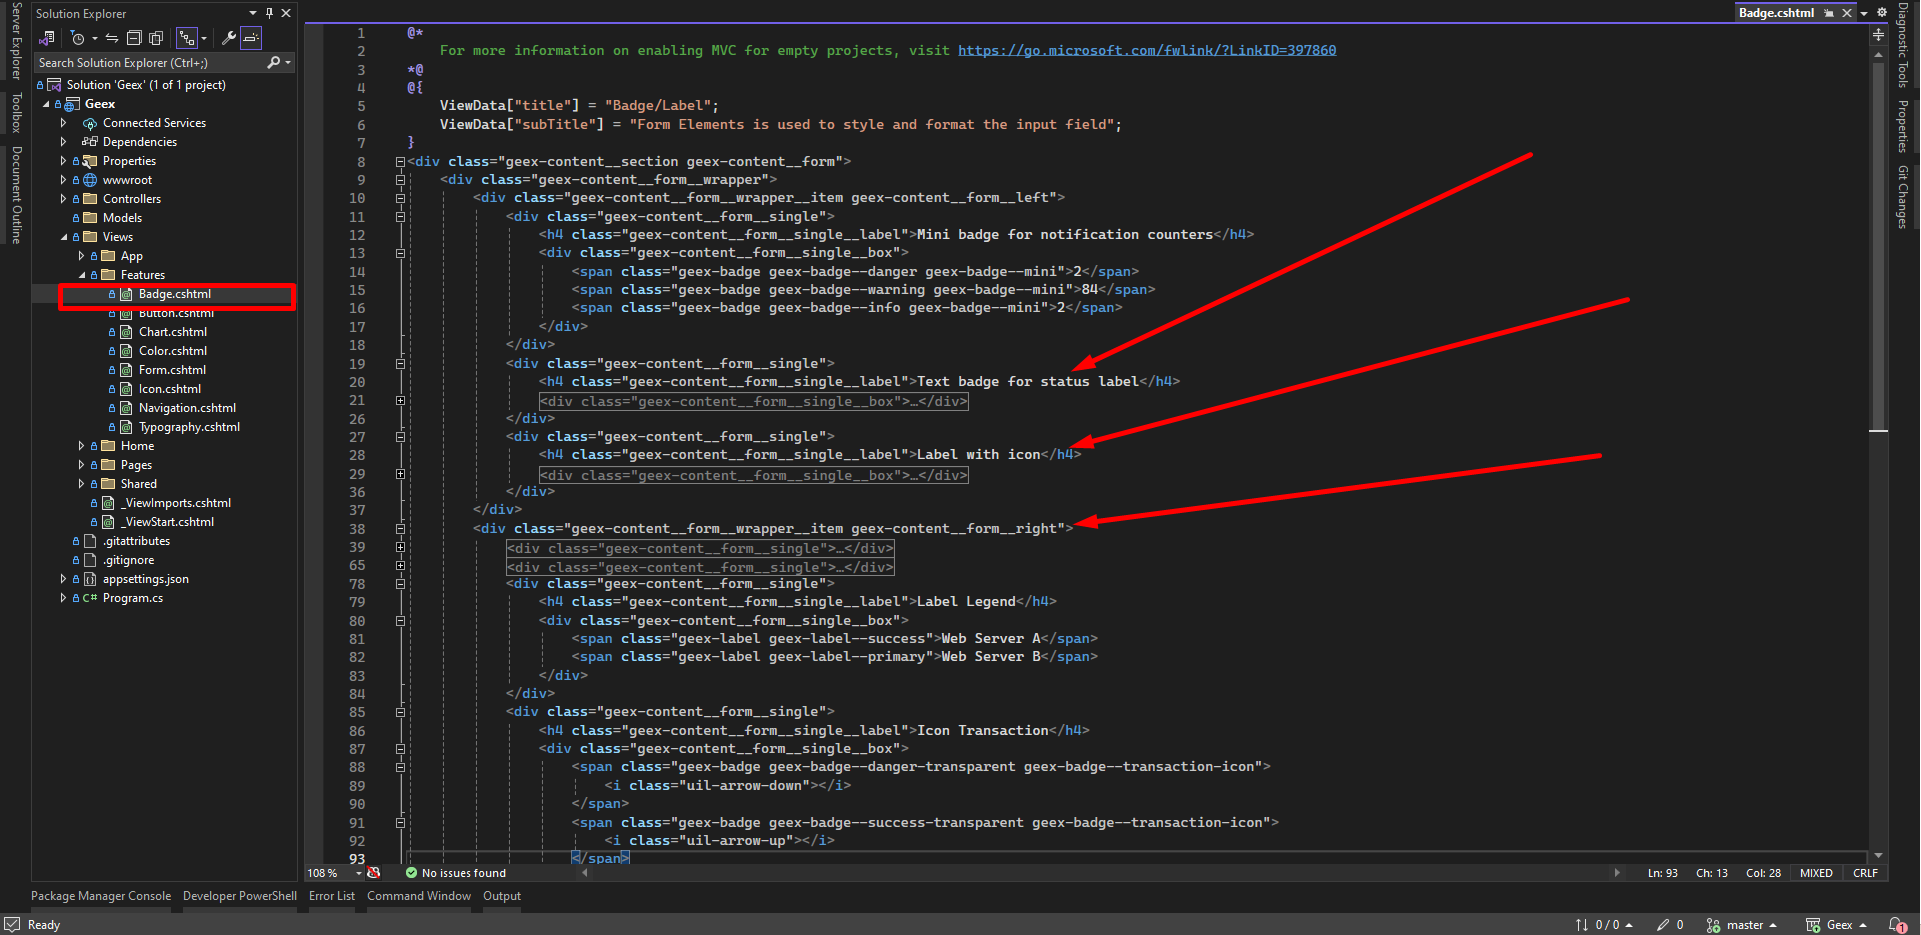 Server Explorer
Toolbox
Document Outline
Solution Explorer
Search Solution Explorer (Ctrl+;)
Solution 'Geex' (1 of 1 project)
Geex
Connected Services
Dependencies
Properties
wwwroot
Controllers
Models
Views
App
Features
Badge.cshtml
Button.cshtml
Chart.cshtml
Color.cshtml
Form.cshtml
Icon.cshtml
Navigation.cshtml
Typography.cshtml
Home
Pages
Shared
_ViewImports.cshtml
_ViewStart.cshtml
.gitattributes
.gitignore
appsettings.json
C# Program.cs
Badge.cshtml
1 @*
2 For more information on enabling MVC for empty projects, visit https://go.microsoft.com/fwlink/?LinkID=397860
3 *@
4 @{
5 ViewData["title"] = "Badge/Label";
6 ViewData["subTitle"] = "Form Elements is used to style and format the input field";
7 }
8 <div class="geex-content__section geex-content__form">
9 <div class="geex-content__form__wrapper">
10 <div class="geex-content__form__wrapper__item geex-content__form__left">
11 <div class="geex-content__form__single">
12 <h4 class="geex-content__form__single__label">Mini badge for notification counters</h4>
13 <div class="geex-content__form__single__box">
14 <span class="geex-badge geex-badge--danger geex-badge--mini">2</span>
15 <span class="geex-badge geex-badge--warning geex-badge--mini">84</span>
16 <span class="geex-badge geex-badge--info geex-badge--mini">2</span>
17 </div>
18 </div>
19 <div class="geex-content__form__single">
20 <h4 class="geex-content__form__single__label">Text badge for status label</h4>
21 <div class="geex-content__form__single__box">…</div>
26 </div>
27 <div class="geex-content__form__single">
28 <h4 class="geex-content__form__single__label">Label with icon</h4>
29 <div class="geex-content__form__single__box">…</div>
36 </div>
37 </div>
38 <div class="geex-content__form__wrapper__item geex-content__form__right">
39 <div class="geex-content__form__single">…</div>
65 <div class="geex-content__form__single">…</div>
78 <div class="geex-content__form__single">
79 <h4 class="geex-content__form__single__label">Label Legend</h4>
80 <div class="geex-content__form__single__box">
81 <span class="geex-label geex-label--success">Web Server A</span>
82 <span class="geex-label geex-label--primary">Web Server B</span>
83 </div>
84 </div>
85 <div class="geex-content__form__single">
86 <h4 class="geex-content__form__single__label">Icon Transaction</h4>
87 <div class="geex-content__form__single__box">
88 <span class="geex-badge geex-badge--danger-transparent geex-badge--transaction-icon">
89 <i class="uil-arrow-down"></i>
90 </span>
91 <span class="geex-badge geex-badge--success-transparent geex-badge--transaction-icon">
92 <i class="uil-arrow-up"></i>
93 </span>
108 % No issues found Ln: 93 Ch: 13 Col: 28 MIXED CRLF
Diagnostic Tools
Properties
Git Changes
Package Manager Console Developer PowerShell Error List Command Window Output
Ready 0 / 0 0 master Geex 1